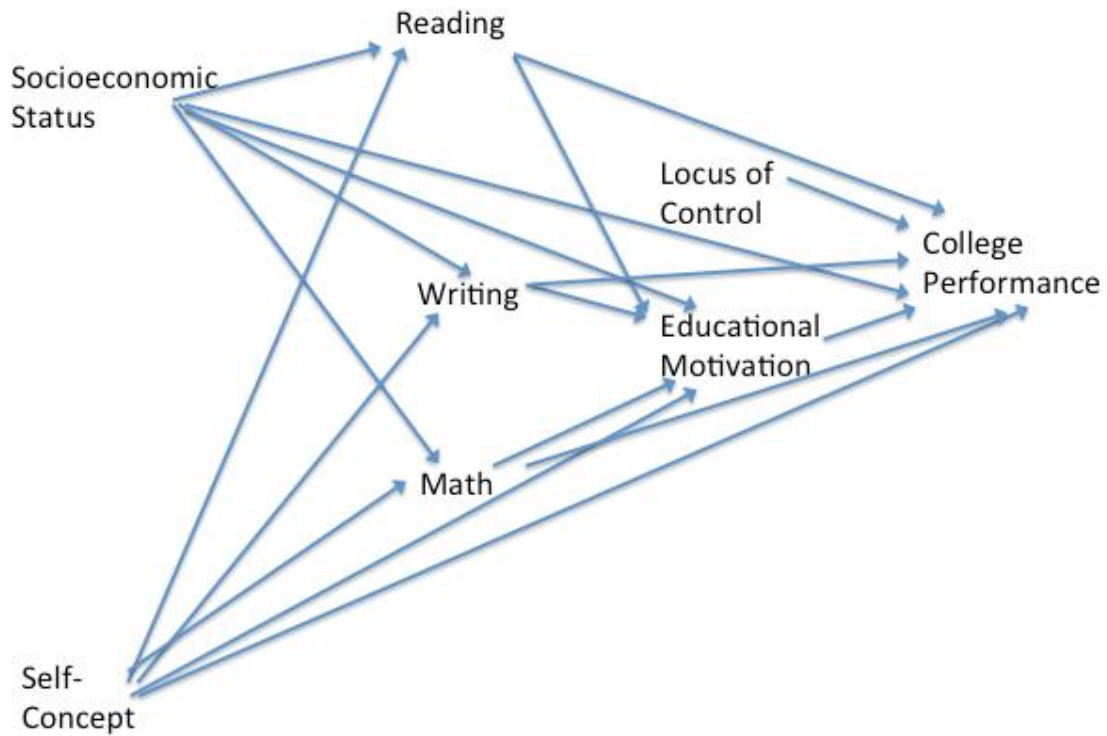 Reading
Socioeconomic
Status
Locus of
Control
College
Performance
Writing
Educational
Motivation
Math
Self-
Concept